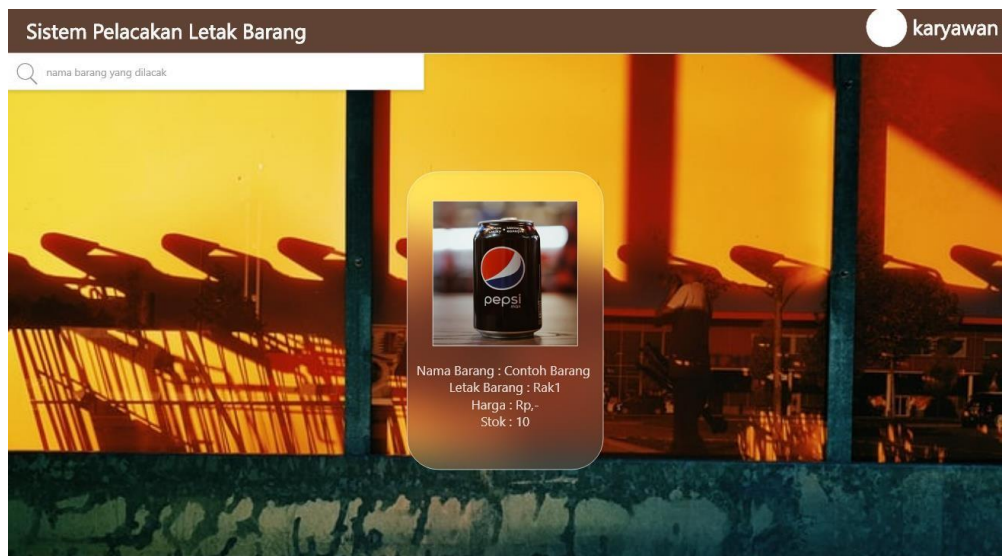 Sistem Pelacakan Letak Barang
karyawan
nama barang yang dilacak
pepsi
Nama Barang : Contoh Barang
Letak Barang : Rak1
Harga : Rp,-
Stok : 10